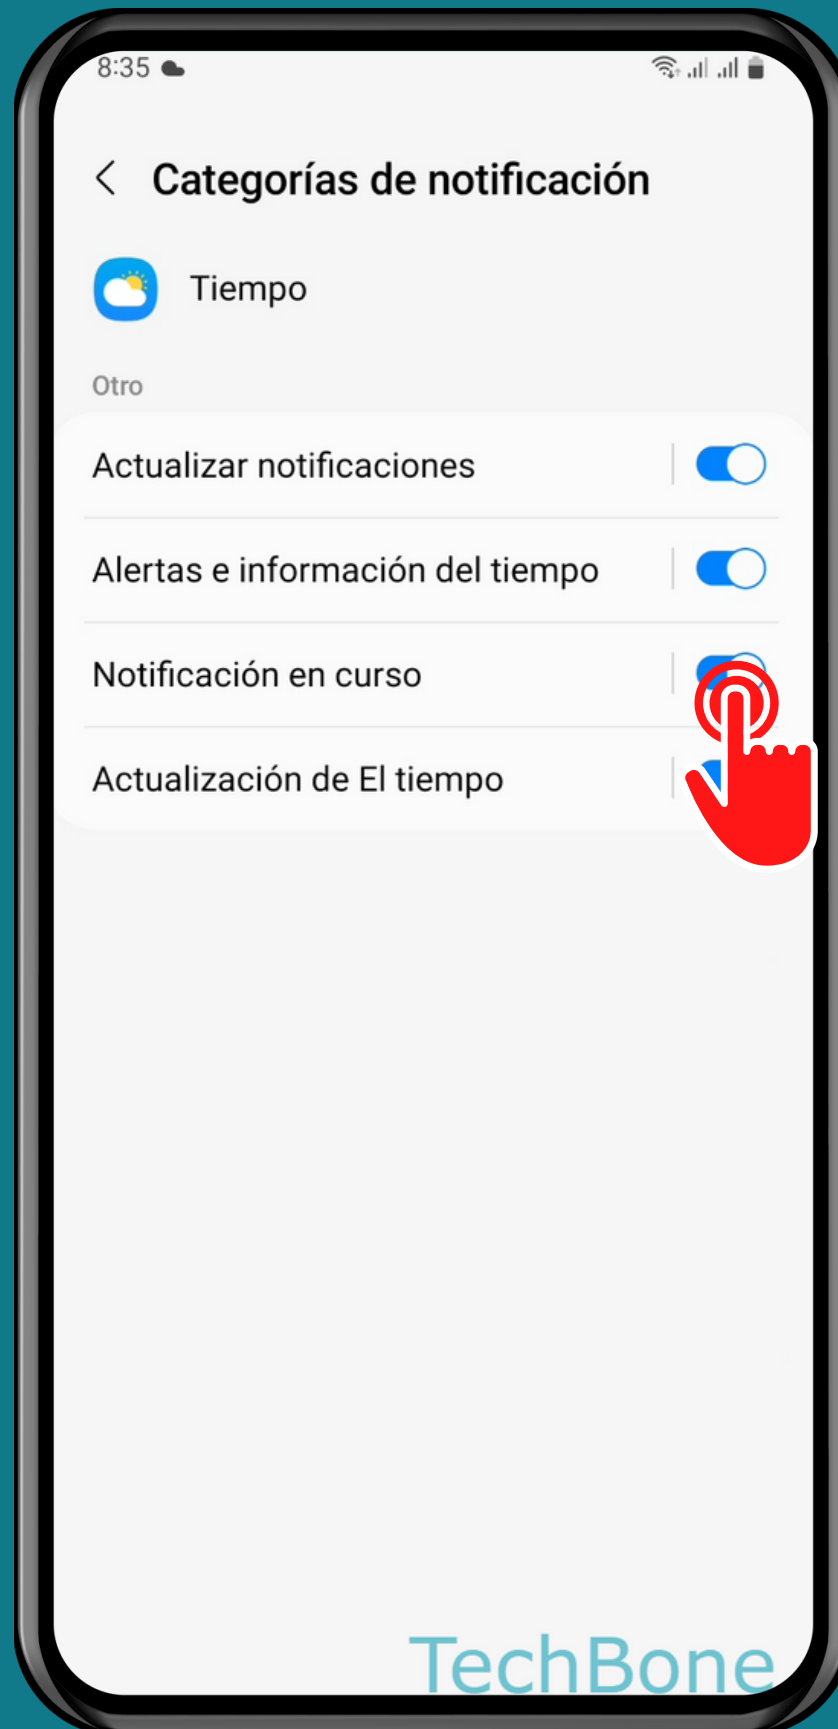 8:35
Categorías de notificación
Tiempo
Otro
Actualizar notificaciones
Alertas e información del tiempo
Notificación en curso
Actualización de El tiempo
TechBone